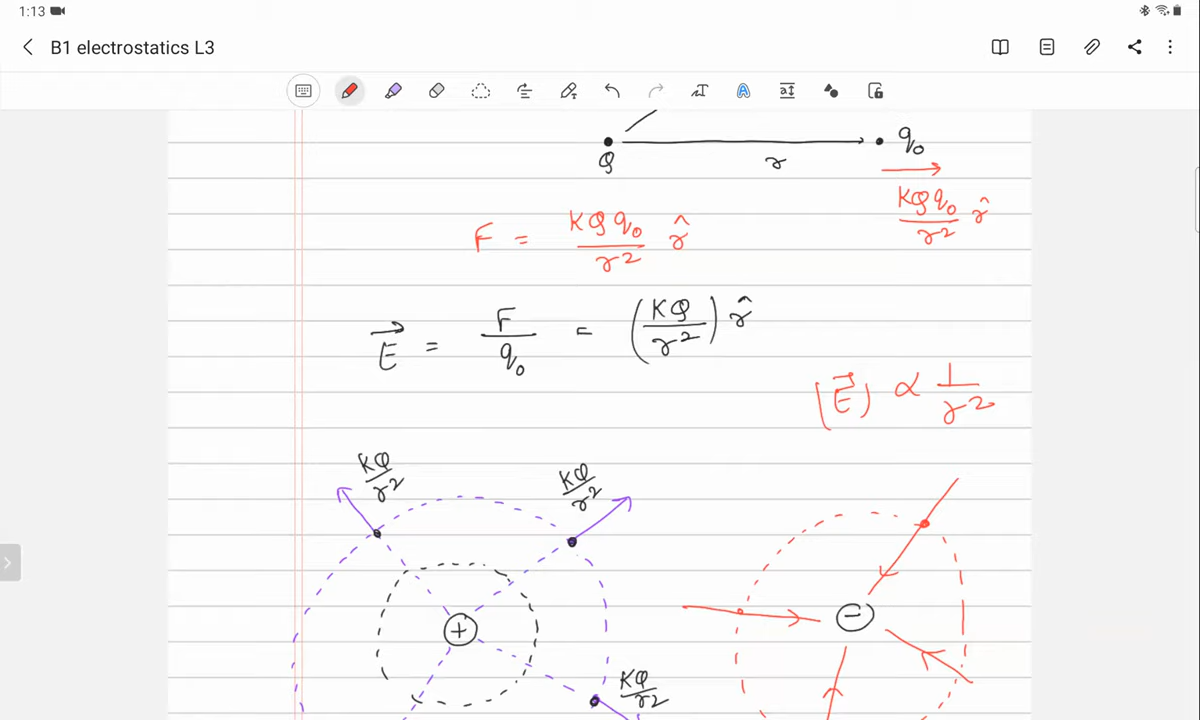 1:13
B1 electrostatics L3
Q r q₀
KQq₀/r² r̂
F = KQq₀/r² r̂
E⃗ = F/q₀ = (KQ/r²) r̂
|E⃗| ∝ 1/r²
KQ/r² KQ/r²
+ −
KQ/r²